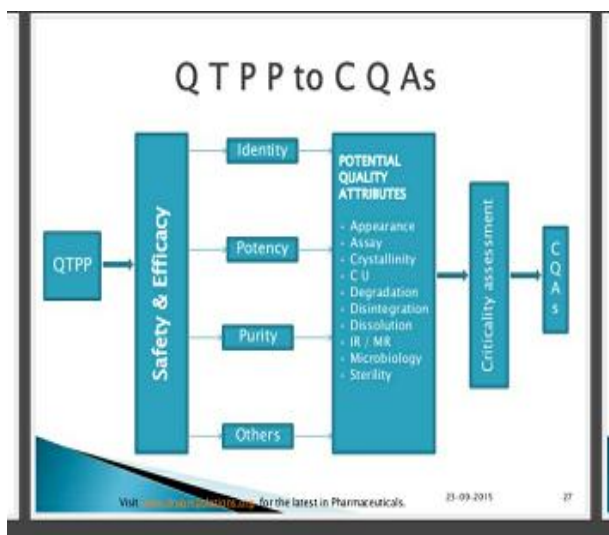 Q T P P to C Q A s
QTPP
Safety & Efficacy
Identity
Potency
Purity
Others
POTENTIAL
QUALITY
ATTRIBUTES
- Appearance
- Assay
- Crystallinity
- C U
- Degradation
- Disintegration
- Dissolution
- IR / MR
- Microbiology
- Sterility
Criticality assessment
C
Q
A
s
Visit for the latest in Pharmaceuticals.
23-09-2015
27